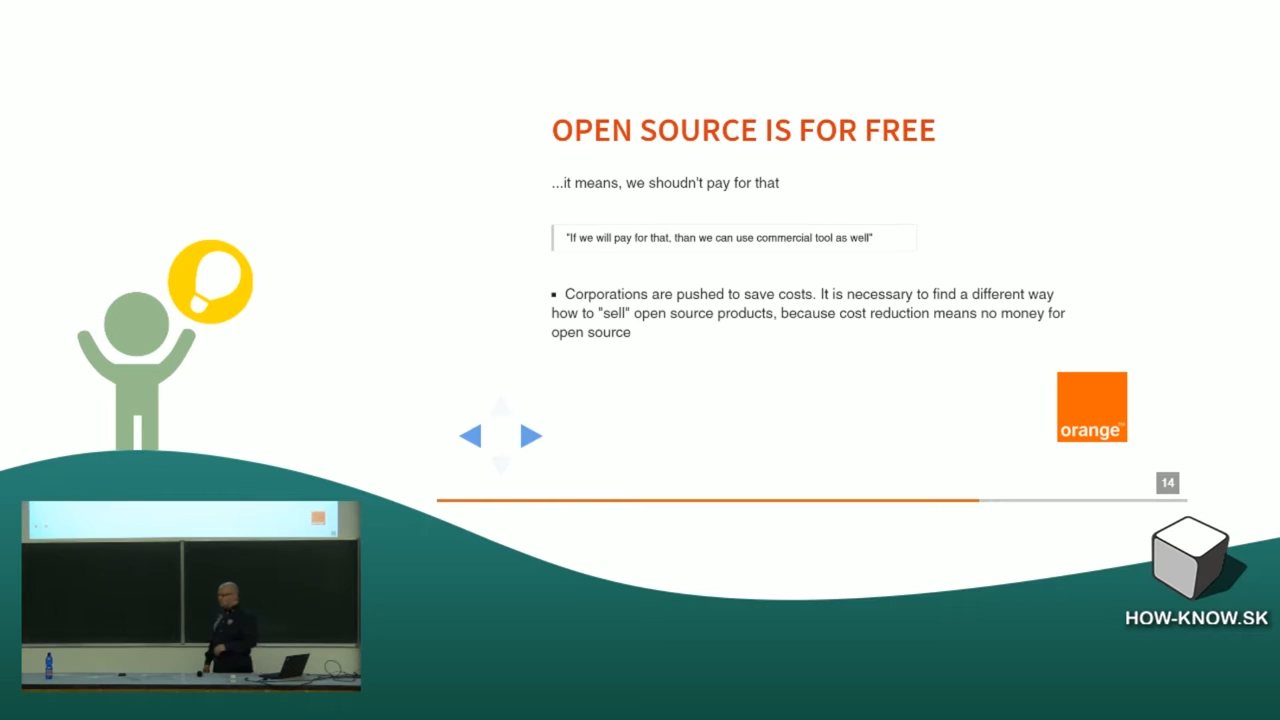 OPEN SOURCE IS FOR FREE
...it means, we shoudn't pay for that
"If we will pay for that, than we can use commercial tool as well"
▪ Corporations are pushed to save costs. It is necessary to find a different way
how to "sell" open source products, because cost reduction means no money for
open source
orange™
14
HOW-KNOW.SK